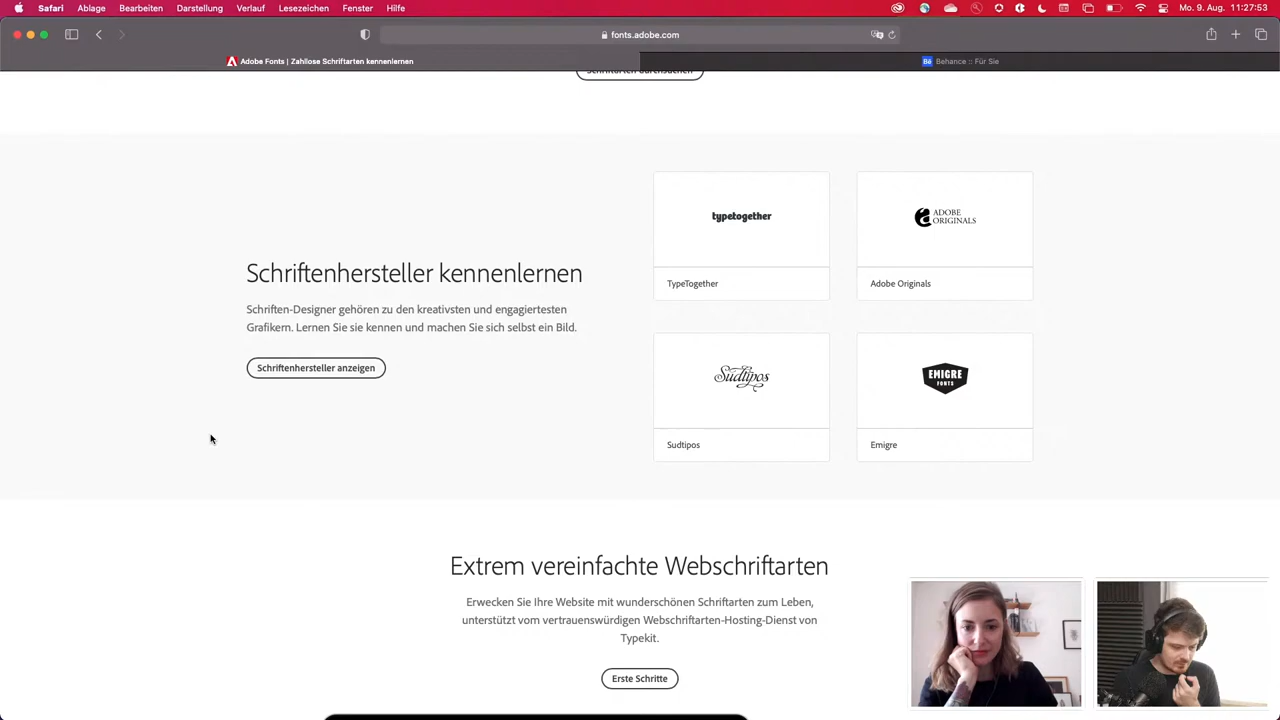 Safari Ablage Bearbeiten Darstellung Verlauf Lesezeichen Fenster Hilfe Mo. 9. Aug. 11:27:53
fonts.adobe.com
Adobe Fonts | Zahllose Schriftarten kennenlernen
Bē Behance :: Für Sie
Schriftarten durchsuchen
typetogether
ADOBE
ORIGINALS
TypeTogether
Adobe Originals
Schriftenhersteller kennenlernen
Schriften-Designer gehören zu den kreativsten und engagiertesten
Grafikern. Lernen Sie sie kennen und machen Sie sich selbst ein Bild.
Schriftenhersteller anzeigen
Sudtipos
EMIGRE
FONTS
Sudtipos
Emigre
Extrem vereinfachte Webschriftarten
Erwecken Sie Ihre Website mit wunderschönen Schriftarten zum Leben,
unterstützt vom vertrauenswürdigen Webschriftarten-Hosting-Dienst von
Typekit.
Erste Schritte